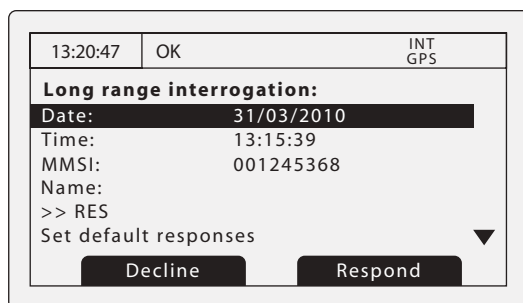 13:20:47 OK INT
GPS
Long range interrogation:
Date: 31/03/2010
Time: 13:15:39
MMSI: 001245368
Name:
>> RES
Set default responses
Decline Respond